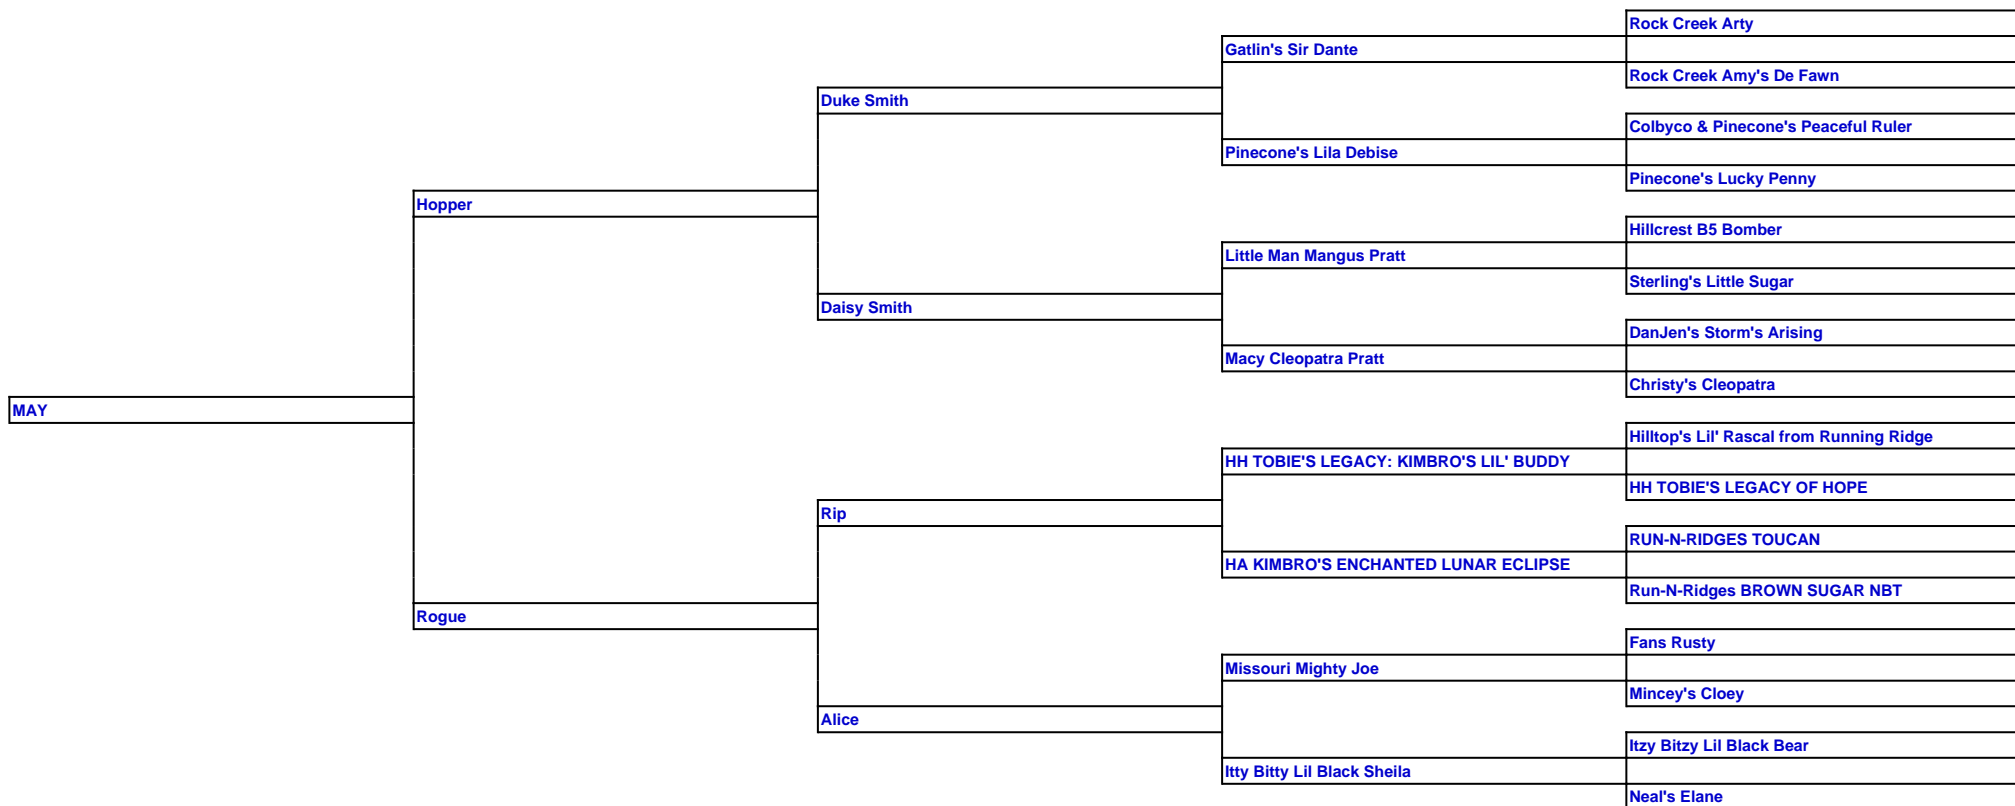 Rock Creek Arty
Gatlin's Sir Dante
Rock Creek Amy's De Fawn
Duke Smith
Colbyco & Pinecone's Peaceful Ruler
Pinecone's Lila Debise
Pinecone's Lucky Penny
Hopper
Hillcrest B5 Bomber
Little Man Mangus Pratt
Sterling's Little Sugar
Daisy Smith
DanJen's Storm's Arising
Macy Cleopatra Pratt
Christy's Cleopatra
MAY
Hilltop's Lil' Rascal from Running Ridge
HH TOBIE'S LEGACY: KIMBRO'S LIL' BUDDY
HH TOBIE'S LEGACY OF HOPE
Rip
RUN-N-RIDGES TOUCAN
HA KIMBRO'S ENCHANTED LUNAR ECLIPSE
Run-N-Ridges BROWN SUGAR NBT
Rogue
Fans Rusty
Missouri Mighty Joe
Mincey's Cloey
Alice
Itzy Bitzy Lil Black Bear
Itty Bitty Lil Black Sheila
Neal's Elane